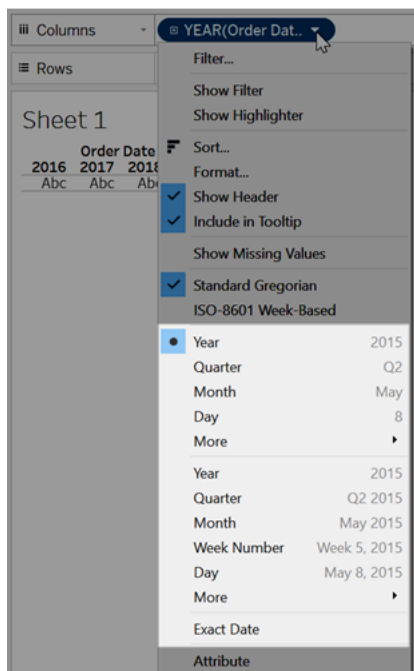 Columns
YEAR(Order Dat..
Rows
Sheet 1
Order Date
2016 2017 2018
Abc Abc Abc
Filter...
Show Filter
Show Highlighter
Sort...
Format...
Show Header
Include in Tooltip
Show Missing Values
Standard Gregorian
ISO-8601 Week-Based
Year 2015
Quarter Q2
Month May
Day 8
More
Year 2015
Quarter Q2 2015
Month May 2015
Week Number Week 5, 2015
Day May 8, 2015
More
Exact Date
Attribute